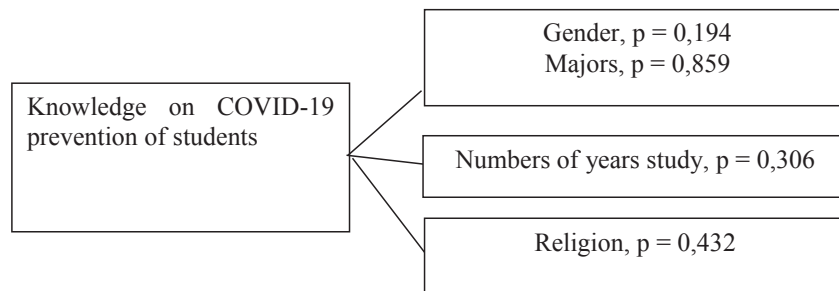 Knowledge on COVID-19
prevention of students
Gender, p = 0,194
Majors, p = 0,859
Numbers of years study, p = 0,306
Religion, p = 0,432